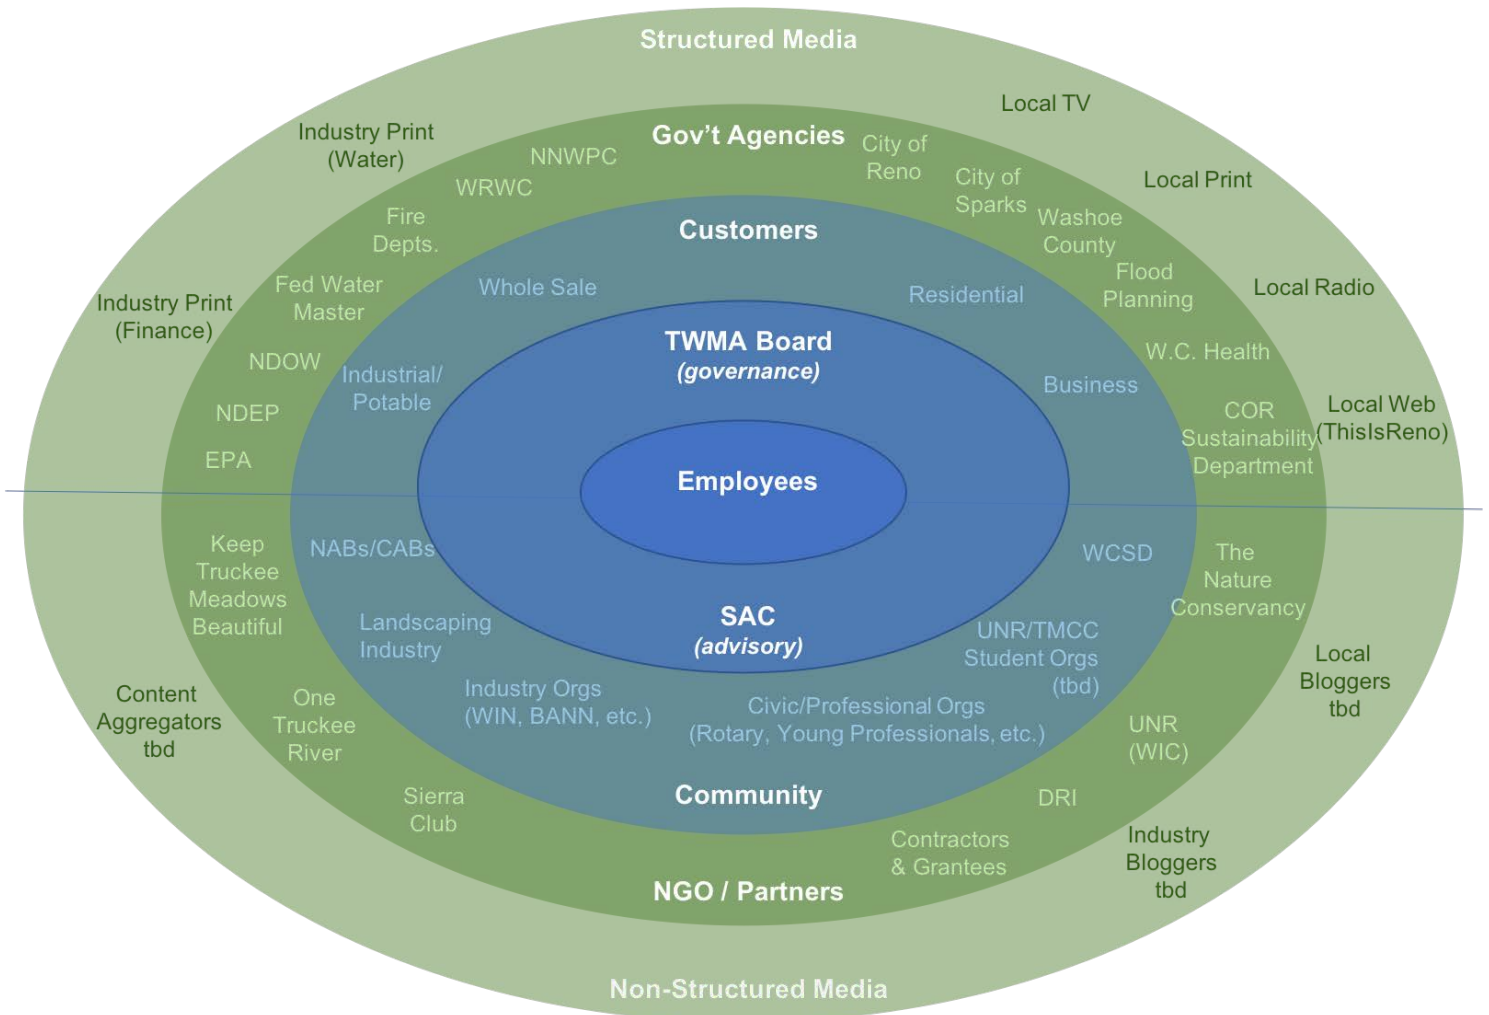 Structured Media
Local TV
Industry Print
(Water)
Local Print
Industry Print
(Finance)
Local Radio
Local Web
(ThisIsReno)
Gov't Agencies
NNWPC
WRWC
Fire
Depts.
Fed Water
Master
NDOW
NDEP
EPA
City of
Reno
City of
Sparks
Washoe
County
Flood
Planning
W.C. Health
COR
Sustainability
Department
Customers
Whole Sale
Residential
Industrial/
Potable
Business
TWMA Board
(governance)
Employees
SAC
(advisory)
NABs/CABs
WCSD
Landscaping
Industry
UNR/TMCC
Student Orgs
(tbd)
Industry Orgs
(WIN, BANN, etc.)
Civic/Professional Orgs
(Rotary, Young Professionals, etc.)
Community
Keep
Truckee
Meadows
Beautiful
The
Nature
Conservancy
One
Truckee
River
UNR
(WIC)
Sierra
Club
DRI
Contractors
& Grantees
NGO / Partners
Content
Aggregators
tbd
Local
Bloggers
tbd
Industry
Bloggers
tbd
Non-Structured Media